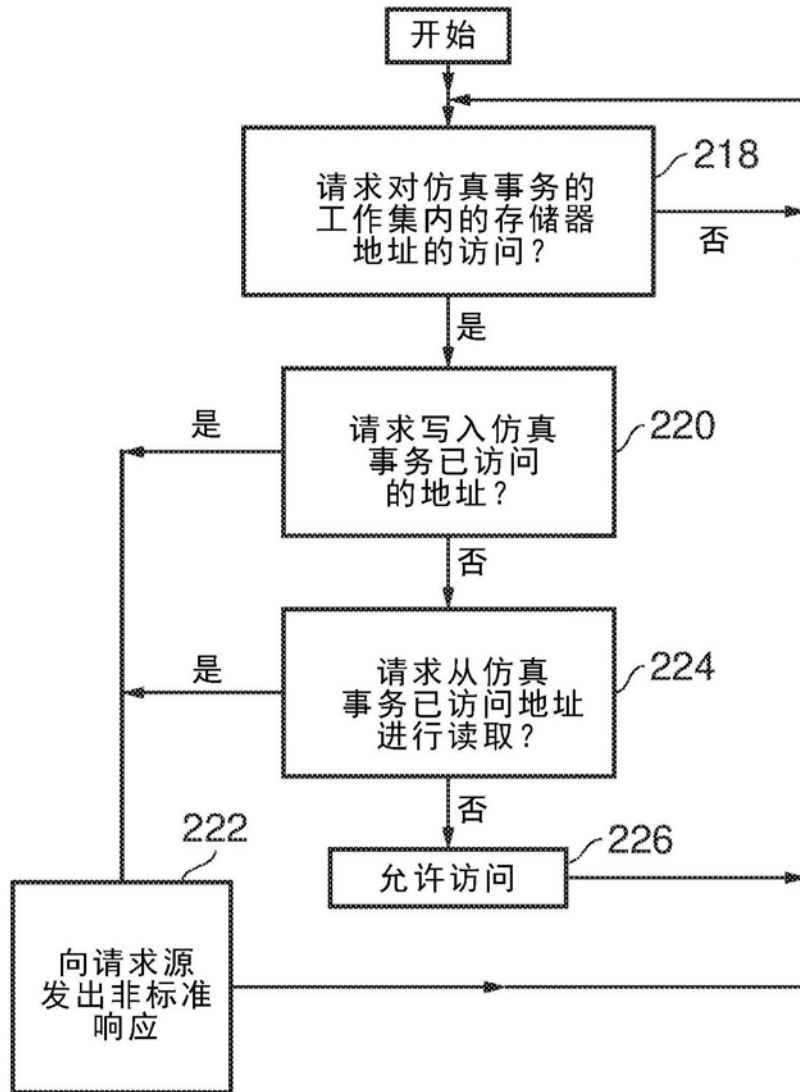 开始
218
请求对仿真事务的
工作集内的存储器
地址的访问？
否
是
是
请求写入仿真
事务已访问
的地址？
220
否
是
请求从仿真
事务已访问地址
进行读取？
224
否
222
226
允许访问
向请求源
发出非标准
响应